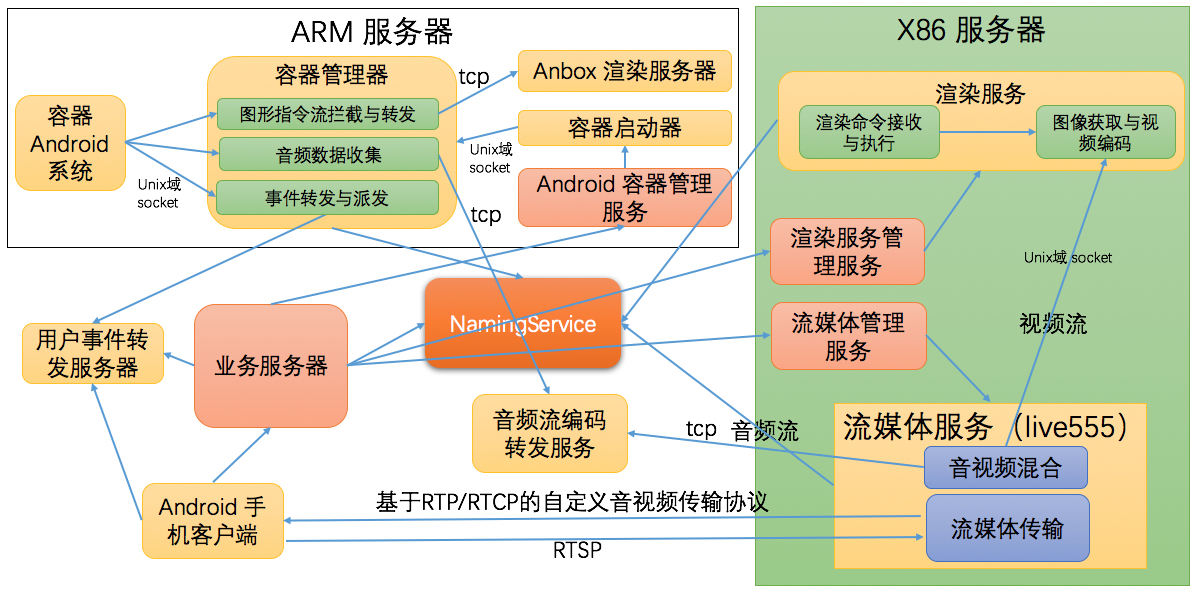 ARM 服务器
容器
Android
系统
Unix域
socket
容器管理器
图形指令流拦截与转发
音频数据收集
事件转发与派发
tcp
Anbox 渲染服务器
容器启动器
Unix域
socket
Android 容器管理
服务
tcp
X86 服务器
渲染服务
渲染命令接收
与执行
图像获取与视
频编码
渲染服务管
理服务
Unix域 socket
流媒体管理
服务
视频流
用户事件转
发服务器
业务服务器
NamingService
音频流编码
转发服务
tcp 音频流
流媒体服务（live555）
音视频混合
流媒体传输
Android 手
机客户端
基于RTP/RTCP的自定义音视频传输协议
RTSP